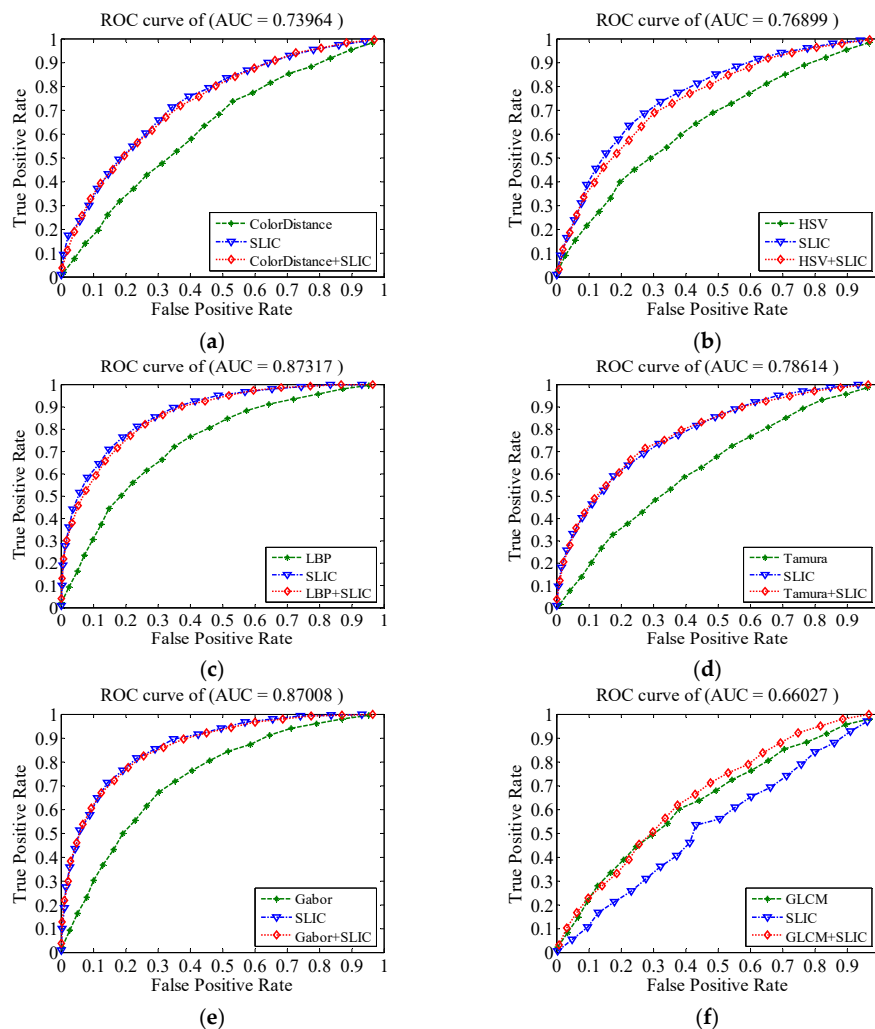 ROC curve of (AUC = 0.73964 )
1
0.9
0.8
0.7
0.6
0.5
0.4
0.3
0.2
0.1
0
True Positive Rate
ColorDistance
SLIC
ColorDistance+SLIC
0 0.1 0.2 0.3 0.4 0.5 0.6 0.7 0.8 0.9 1
False Positive Rate
(a)
ROC curve of (AUC = 0.76899 )
1
0.9
0.8
0.7
0.6
0.5
0.4
0.3
0.2
0.1
0
True Positive Rate
HSV
SLIC
HSV+SLIC
0 0.1 0.2 0.3 0.4 0.5 0.6 0.7 0.8 0.9
False Positive Rate
(b)
ROC curve of (AUC = 0.87317 )
1
0.9
0.8
0.7
0.6
0.5
0.4
0.3
0.2
0.1
0
True Positive Rate
LBP
SLIC
LBP+SLIC
0 0.1 0.2 0.3 0.4 0.5 0.6 0.7 0.8 0.9 1
False Positive Rate
(c)
ROC curve of (AUC = 0.78614 )
1
0.9
0.8
0.7
0.6
0.5
0.4
0.3
0.2
0.1
0
True Positive Rate
Tamura
SLIC
Tamura+SLIC
0 0.1 0.2 0.3 0.4 0.5 0.6 0.7 0.8 0.9
False Positive Rate
(d)
ROC curve of (AUC = 0.87008 )
1
0.9
0.8
0.7
0.6
0.5
0.4
0.3
0.2
0.1
0
True Positive Rate
Gabor
SLIC
Gabor+SLIC
0 0.1 0.2 0.3 0.4 0.5 0.6 0.7 0.8 0.9 1
False Positive Rate
(e)
ROC curve of (AUC = 0.66027 )
1
0.9
0.8
0.7
0.6
0.5
0.4
0.3
0.2
0.1
0
True Positive Rate
GLCM
SLIC
GLCM+SLIC
0 0.1 0.2 0.3 0.4 0.5 0.6 0.7 0.8 0.9
False Positive Rate
(f)